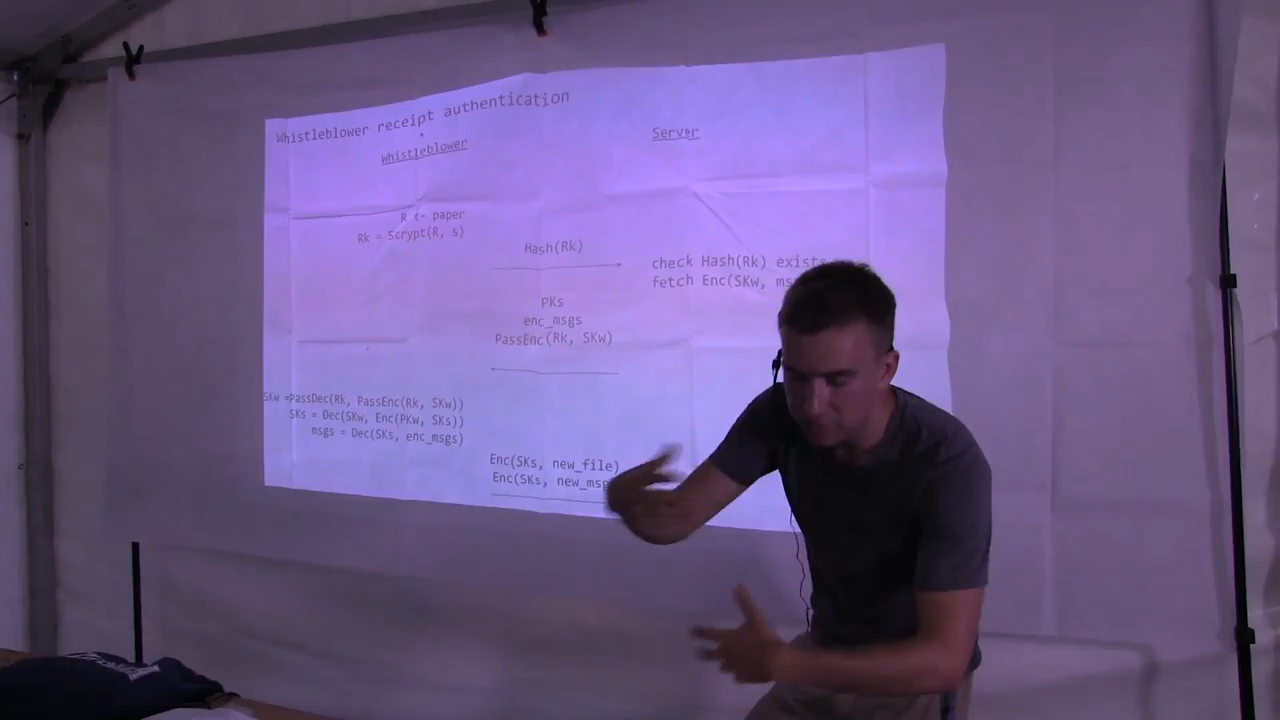 Whistleblower receipt authentication
Whistleblower
Server
R <- paper
Rk = Scrypt(R, s)
Hash(Rk)
check Hash(Rk) exists
fetch Enc(SKw,
PKs
enc_msgs
PassEnc(Rk, SKw)
SKw =PassDec(Rk, PassEnc(Rk, SKw))
SKs = Dec(SKw, Enc(PKw, SKs))
msgs = Dec(SKs, enc_msgs)
Enc(SKs, new_file)
Enc(SKs,